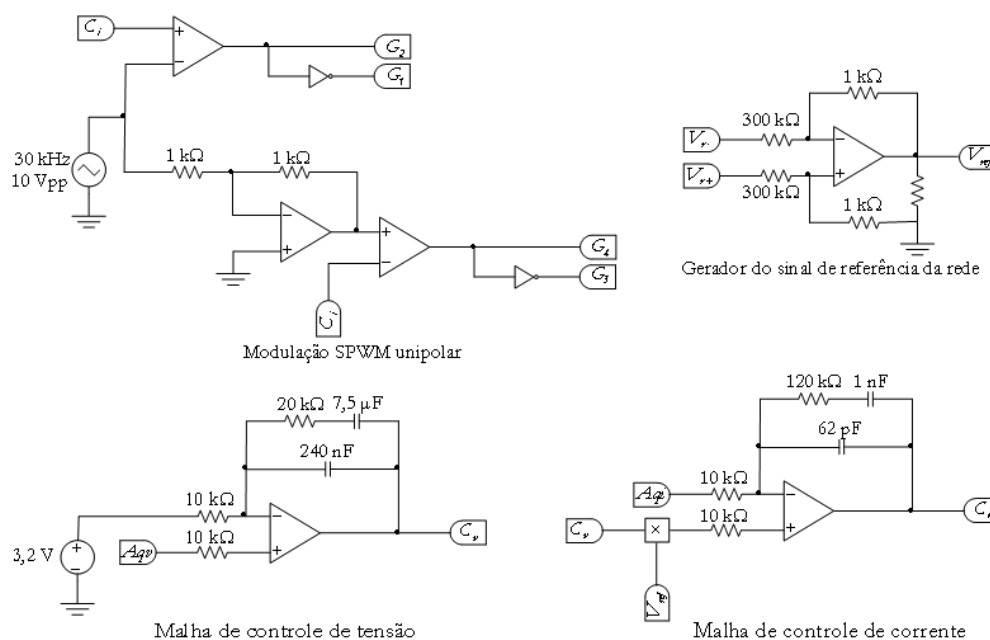 C_i
G_2
G_1
30 kHz
10 Vpp
1 kΩ
1 kΩ
G_4
G_3
C_i
Modulação SPWM unipolar
1 kΩ
300 kΩ
V_r-
V_r+
300 kΩ
1 kΩ
Gerador do sinal de referência da rede
20 kΩ
7,5 μF
240 nF
10 kΩ
10 kΩ
3,2 V
Aqv
C_v
Malha de controle de tensão
120 kΩ
1 nF
62 pF
10 kΩ
Aqi
10 kΩ
C_v
×
Malha de controle de corrente